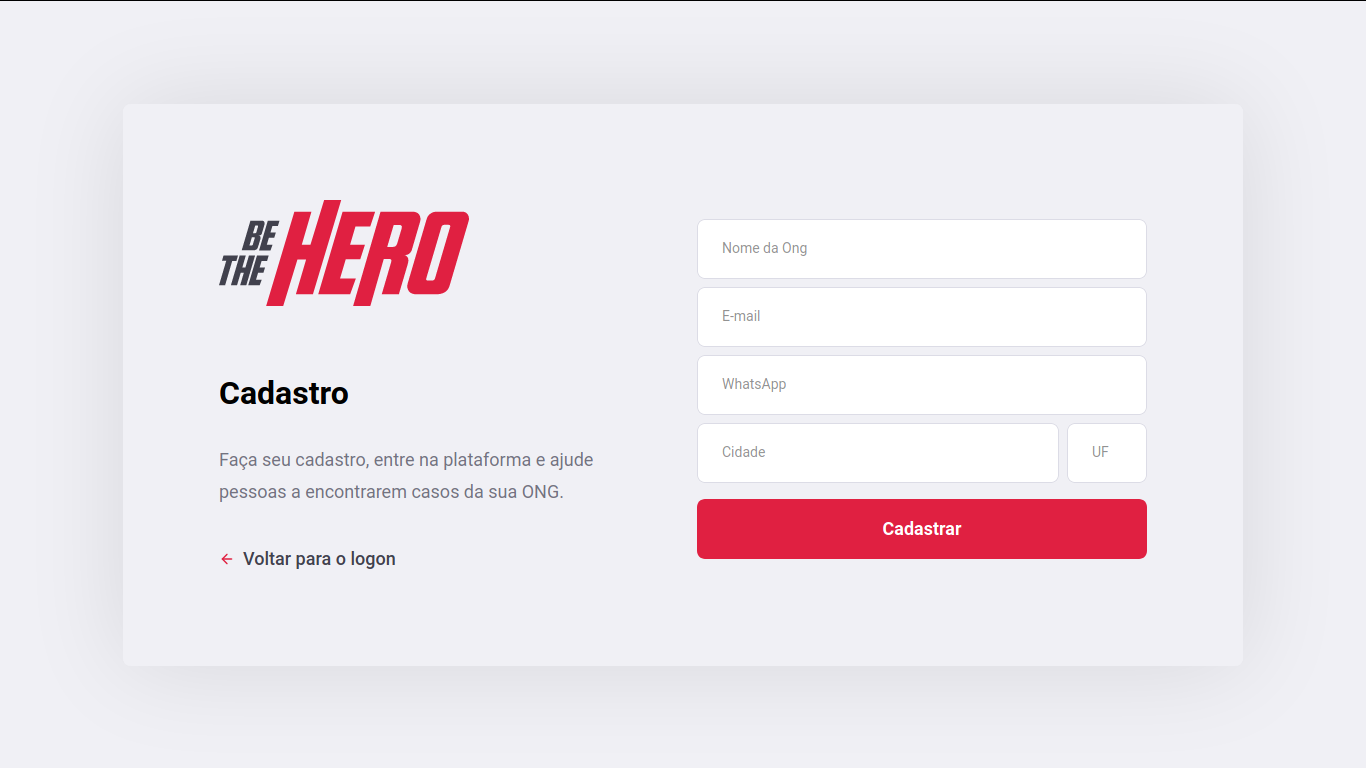 BE
THE HERO
Cadastro
Faça seu cadastro, entre na plataforma e ajude
pessoas a encontrarem casos da sua ONG.
Voltar para o logon
Nome da Ong
E-mail
WhatsApp
Cidade
UF
Cadastrar